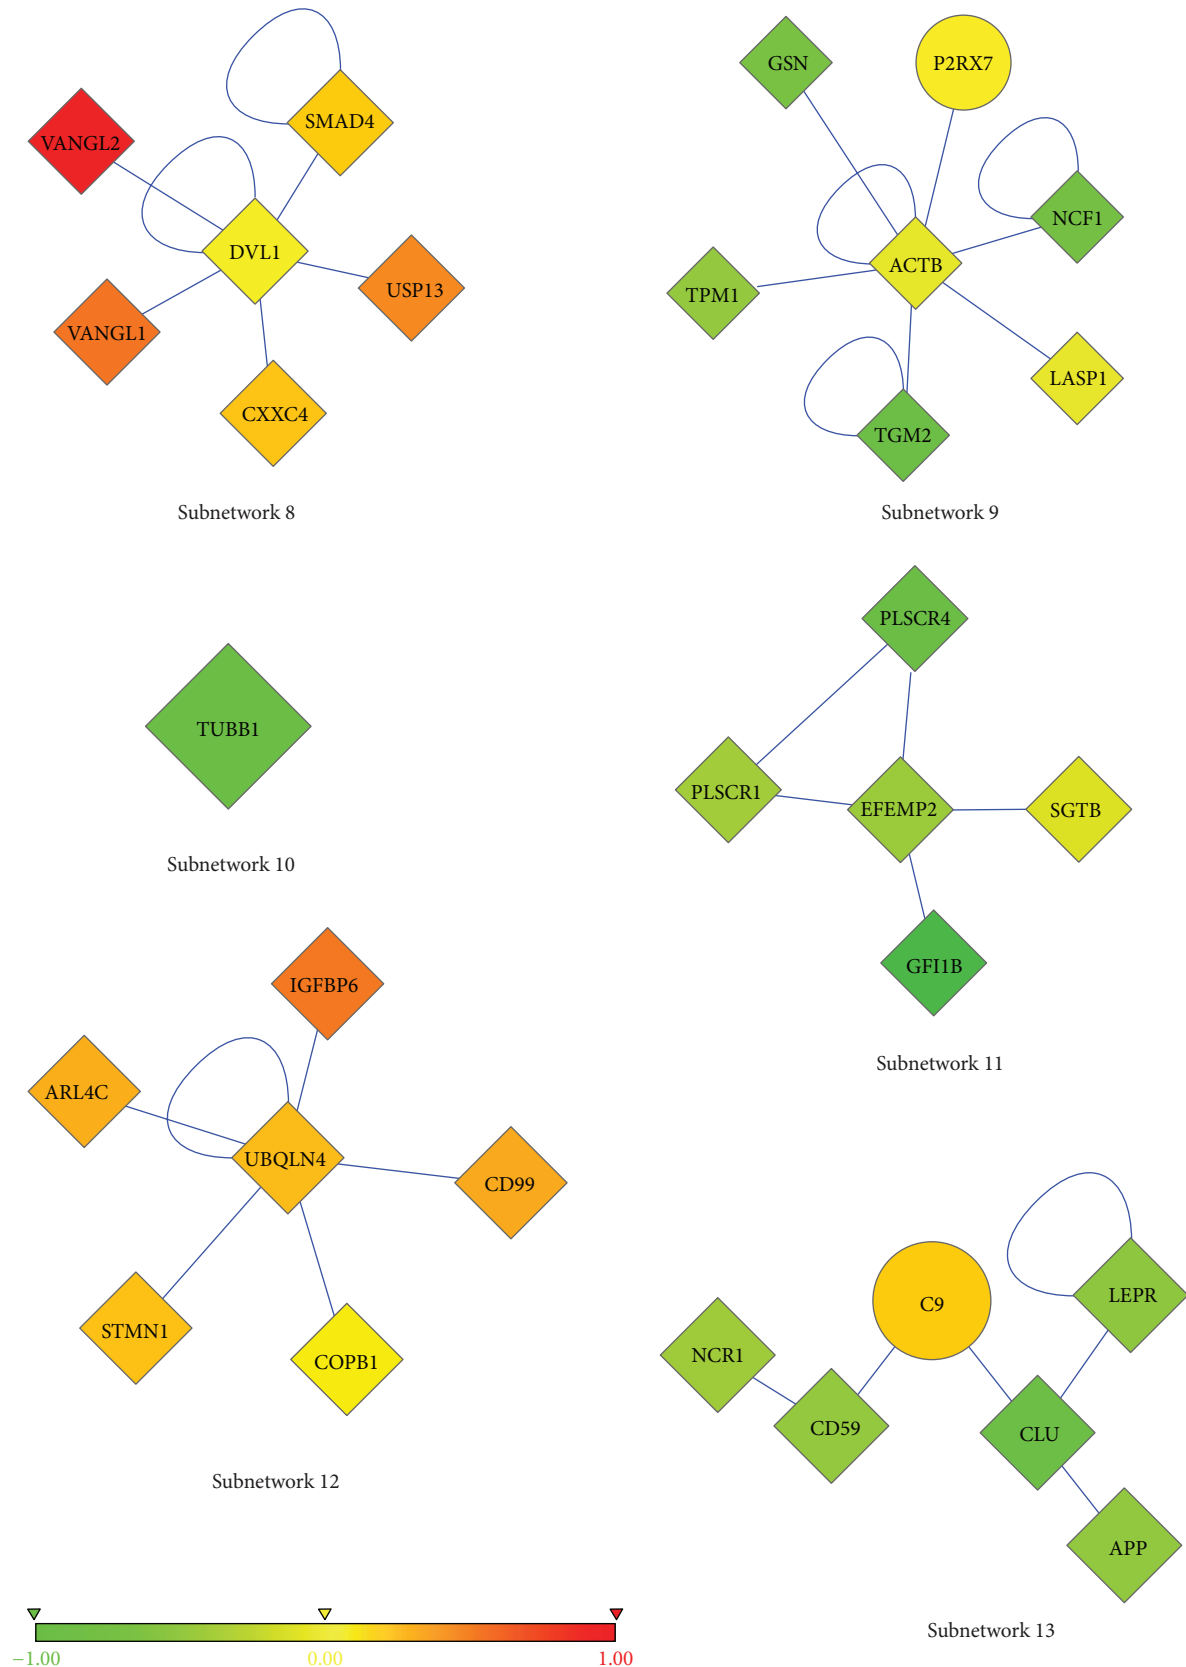 VANGL2
SMAD4
DVL1
USP13
VANGL1
CXXC4
Subnetwork 8
GSN
P2RX7
NCF1
ACTB
TPM1
LASP1
TGM2
Subnetwork 9
TUBB1
Subnetwork 10
PLSCR4
PLSCR1
EFEMP2
SGTB
GFI1B
Subnetwork 11
IGFBP6
ARL4C
UBQLN4
CD99
STMN1
COPB1
Subnetwork 12
C9
LEPR
NCR1
CD59
CLU
APP
Subnetwork 13
−1.00 0.00 1.00